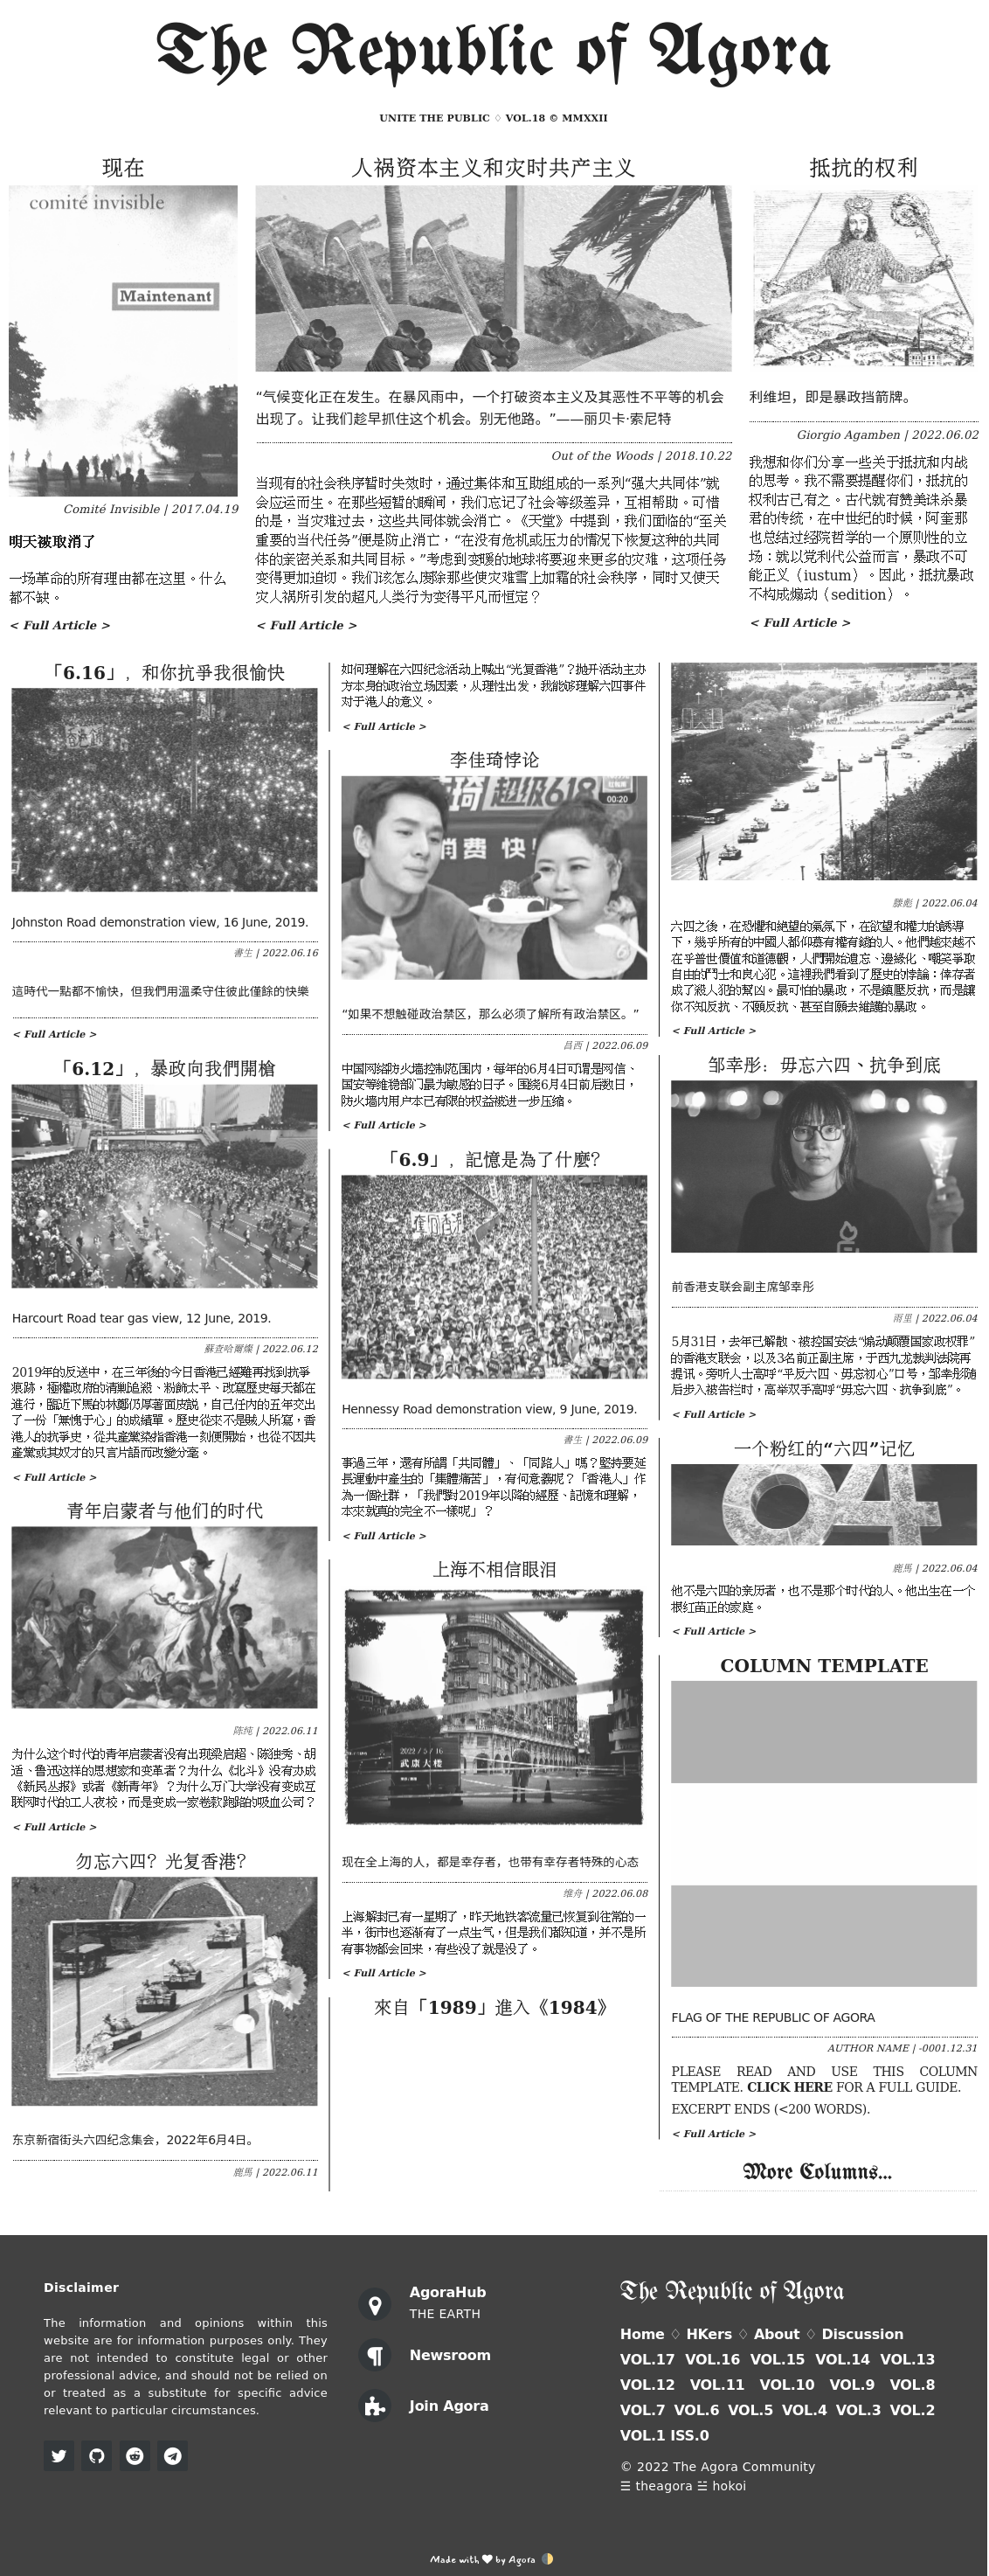 The Republic of Agora
UNITE THE PUBLIC ♢ VOL.18 © MMXXII
现在
comité invisible
Maintenant
Comité Invisible | 2017.04.19
明天被取消了
一场革命的所有理由都在这里。什么
都不缺。
< Full Article >
人祸资本主义和灾时共产主义
“气候变化正在发生。在暴风雨中，一个打破资本主义及其恶性不平等的机会
出现了。让我们趁早抓住这个机会。别无他路。”——丽贝卡·索尼特
Out of the Woods | 2018.10.22
当现有的社会秩序暂时失效时，通过集体和互助组成的一系列“强大共同体”就
会应运而生。在那些短暂的瞬间，我们忘记了社会等级差异，互相帮助。可惜
的是，当灾难过去，这些共同体就会消亡。《天堂》中提到，我们面临的“至关
重要的当代任务”便是防止消亡，“在没有危机或压力的情况下恢复这种的共同
体的亲密关系和共同目标。”考虑到变暖的地球将要迎来更多的灾难，这项任务
变得更加迫切。我们该怎么废除那些使灾难雪上加霜的社会秩序，同时又使天
灾人祸所引发的超凡人类行为变得平凡而恒定？
< Full Article >
抵抗的权利
利维坦，即是暴政挡箭牌。
Giorgio Agamben | 2022.06.02
我想和你们分享一些关于抵抗和内战
的思考。我不需要提醒你们，抵抗的
权利古已有之。古代就有赞美诛杀暴
君的传统，在中世纪的时候，阿奎那
也总结过经院哲学的一个原则性的立
场：就以党利代公益而言，暴政不可
能正义（iustum）。因此，抵抗暴政
不构成煽动（sedition）。
< Full Article >
「6.16」，和你抗爭我很愉快
Johnston Road demonstration view, 16 June, 2019.
書生 | 2022.06.16
這時代一點都不愉快，但我們用溫柔守住彼此僅餘的快樂
< Full Article >
「6.12」，暴政向我們開槍
Harcourt Road tear gas view, 12 June, 2019.
蘇查哈爾燦 | 2022.06.12
2019年的反送中，在三年後的今日香港已經難再找到抗爭
痕跡，極權政府的清剿追殺、粉飾太平、改寫歷史每天都在
進行，臨近下馬的林鄭仍厚著面皮說，自己任內的五年交出
了一份「無愧于心」的成績單。歷史從來不是賊人所寫，香
港人的抗爭史，從共產黨染指香港一刻便開始，也從不因共
產黨或其奴才的只言片語而改變分毫。
< Full Article >
青年启蒙者与他们的时代
陈纯 | 2022.06.11
为什么这个时代的青年启蒙者没有出现梁启超、陈独秀、胡
适、鲁迅这样的思想家和变革者？为什么《北斗》没有办成
《新民丛报》或者《新青年》？为什么万门大学没有变成互
联网时代的工人夜校，而是变成一家卷款跑路的吸血公司？
< Full Article >
勿忘六四？光复香港？
东京新宿街头六四纪念集会，2022年6月4日。
鹿馬 | 2022.06.11
如何理解在六四纪念活动上喊出“光复香港”？抛开活动主办
方本身的政治立场因素，从理性出发，我能够理解六四事件
对于港人的意义。
< Full Article >
李佳琦悖论
琦 超级618
00:20
消费 快
“如果不想触碰政治禁区，那么必须了解所有政治禁区。”
吕西 | 2022.06.09
中国网络防火墙控制范围内，每年的6月4日可谓是网信、
国安等维稳部门最为敏感的日子。围绕6月4日前后数日，
防火墙内用户本已有限的权益被进一步压缩。
< Full Article >
「6.9」，記憶是為了什麼？
Hennessy Road demonstration view, 9 June, 2019.
書生 | 2022.06.09
事過三年，還有所謂「共同體」、「同路人」嗎？堅持要延
長運動中產生的「集體痛苦」，有何意義呢？「香港人」作
為一個社群，「我們對2019年以降的經歷、記憶和理解，
本來就真的完全不一樣呢」？
< Full Article >
上海不相信眼泪
2022 / 5 / 16
武康大楼
现在全上海的人，都是幸存者，也带有幸存者特殊的心态
惟舟 | 2022.06.08
上海解封已有一星期了，昨天地铁客流量已恢复到往常的一
半，街市也逐渐有了一点生气，但是我们都知道，并不是所
有事物都会回来，有些没了就是没了。
< Full Article >
來自「1989」進入《1984》
滕彪 | 2022.06.04
六四之後，在恐懼和絕望的氣氛下，在欲望和權力的誘導
下，幾乎所有的中國人都仰慕有權有錢的人。他們越來越不
在乎普世價值和道德觀，人們開始遺忘、邊緣化、嘲笑爭取
自由的鬥士和良心犯。這裡我們看到了歷史的悖論：倖存者
成了殺人犯的幫凶。最可怕的暴政，不是鎮壓反抗，而是讓
你不知反抗、不願反抗、甚至自願去維護的暴政。
< Full Article >
邹幸彤：毋忘六四、抗争到底
前香港支联会副主席邹幸彤
雨里 | 2022.06.04
5月31日，去年已解散、被控国安法“煽动颠覆国家政权罪”
的香港支联会，以及3名前正副主席，于西九龙裁判法院再
提讯。旁听人士高呼“平反六四、毋忘初心”口号，邹幸彤随
后步入被告栏时，高举双手高呼“毋忘六四、抗争到底”。
< Full Article >
一个粉红的“六四”记忆
鹿馬 | 2022.06.04
他不是六四的亲历者，也不是那个时代的人。他出生在一个
根红苗正的家庭。
< Full Article >
COLUMN TEMPLATE
FLAG OF THE REPUBLIC OF AGORA
AUTHOR NAME | -0001.12.31
PLEASE READ AND USE THIS COLUMN
TEMPLATE. CLICK HERE FOR A FULL GUIDE.
EXCERPT ENDS (<200 WORDS).
< Full Article >
More Columns...
Disclaimer
The information and opinions within this
website are for information purposes only. They
are not intended to constitute legal or other
professional advice, and should not be relied on
or treated as a substitute for specific advice
relevant to particular circumstances.
AgoraHub
THE EARTH
Newsroom
Join Agora
The Republic of Agora
Home ♢ HKers ♢ About ♢ Discussion
VOL.17 VOL.16 VOL.15 VOL.14 VOL.13
VOL.12 VOL.11 VOL.10 VOL.9 VOL.8
VOL.7 VOL.6 VOL.5 VOL.4 VOL.3 VOL.2
VOL.1 ISS.0
© 2022 The Agora Community
☰ theagora ☱ hokoi
Made with ♥ by Agora